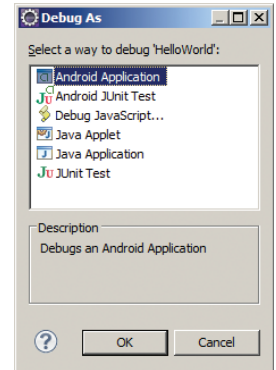 Debug As
Select a way to debug 'HelloWorld':
Android Application
Android JUnit Test
Debug JavaScript...
Java Applet
Java Application
JUnit Test
Description
Debugs an Android Application
OK
Cancel